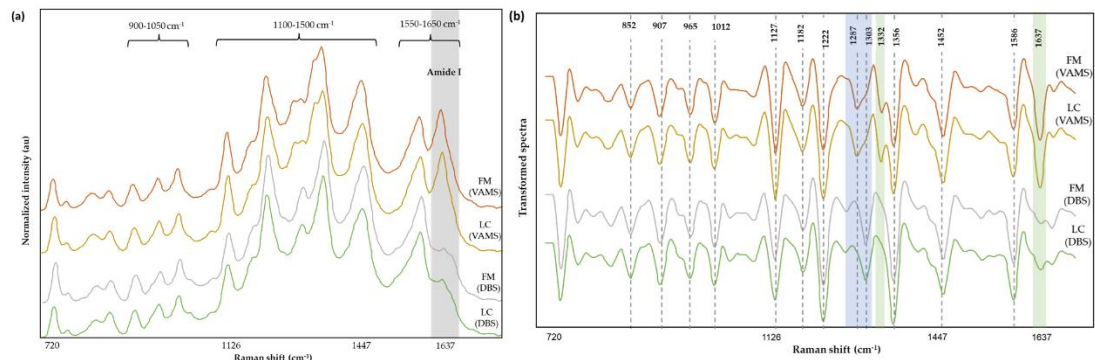 (a)
900-1050 cm⁻¹
1100-1500 cm⁻¹
1550-1650 cm⁻¹
Amide I
Normalized intensity (au)
FM
(VAMS)
LC
(VAMS)
FM
(DBS)
LC
(DBS)
720
1126
1447
1637
Raman shift (cm⁻¹)
(b)
852
907
965
1012
1127
1182
1222
1287
1303
1332
1356
1452
1586
1637
Transformed spectra
FM
(VAMS)
LC
(VAMS)
FM
(DBS)
LC
(DBS)
720
1126
1447
1637
Raman shift (cm⁻¹)